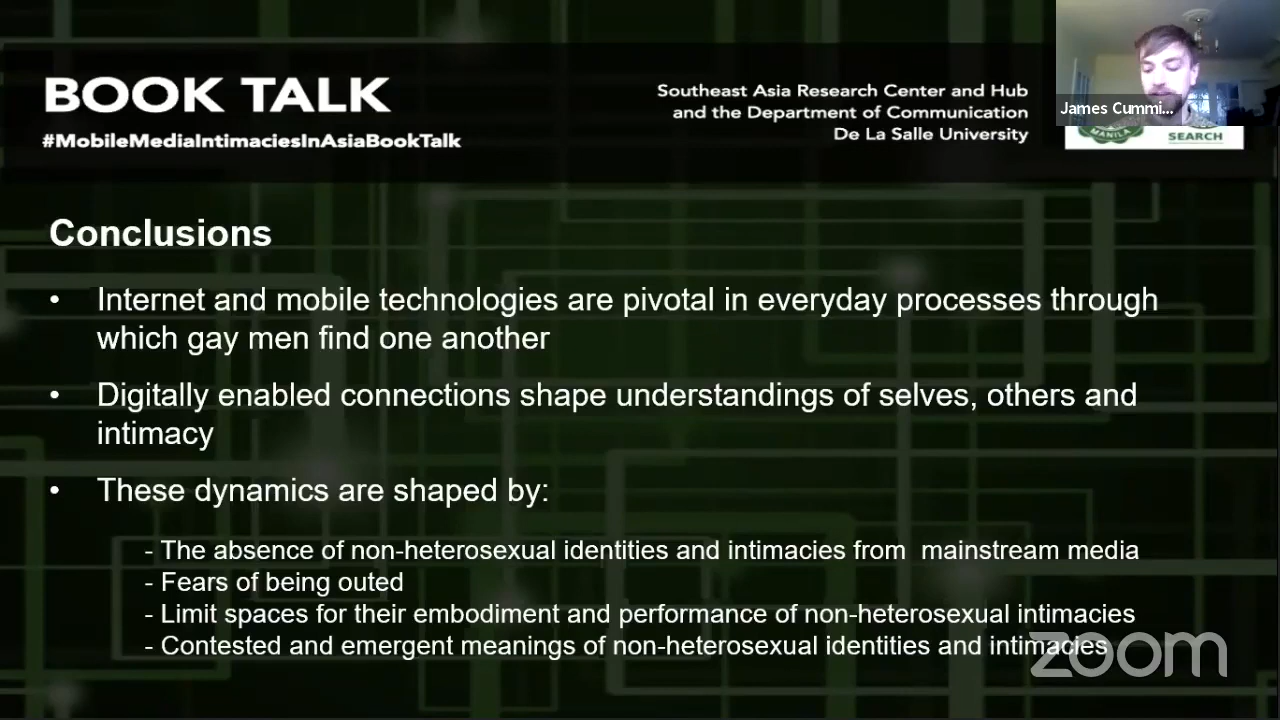 BOOK TALK
#MobileMediaIntimaciesInAsiaBookTalk
Southeast Asia Research Center and Hub
and the Department of Communication
De La Salle University
James Cummi...
MANILA
SEARCH
Conclusions
• Internet and mobile technologies are pivotal in everyday processes through
which gay men find one another
• Digitally enabled connections shape understandings of selves, others and
intimacy
• These dynamics are shaped by:
- The absence of non-heterosexual identities and intimacies from  mainstream media
- Fears of being outed
- Limit spaces for their embodiment and performance of non-heterosexual intimacies
- Contested and emergent meanings of non-heterosexual identities and intimacies
zoom